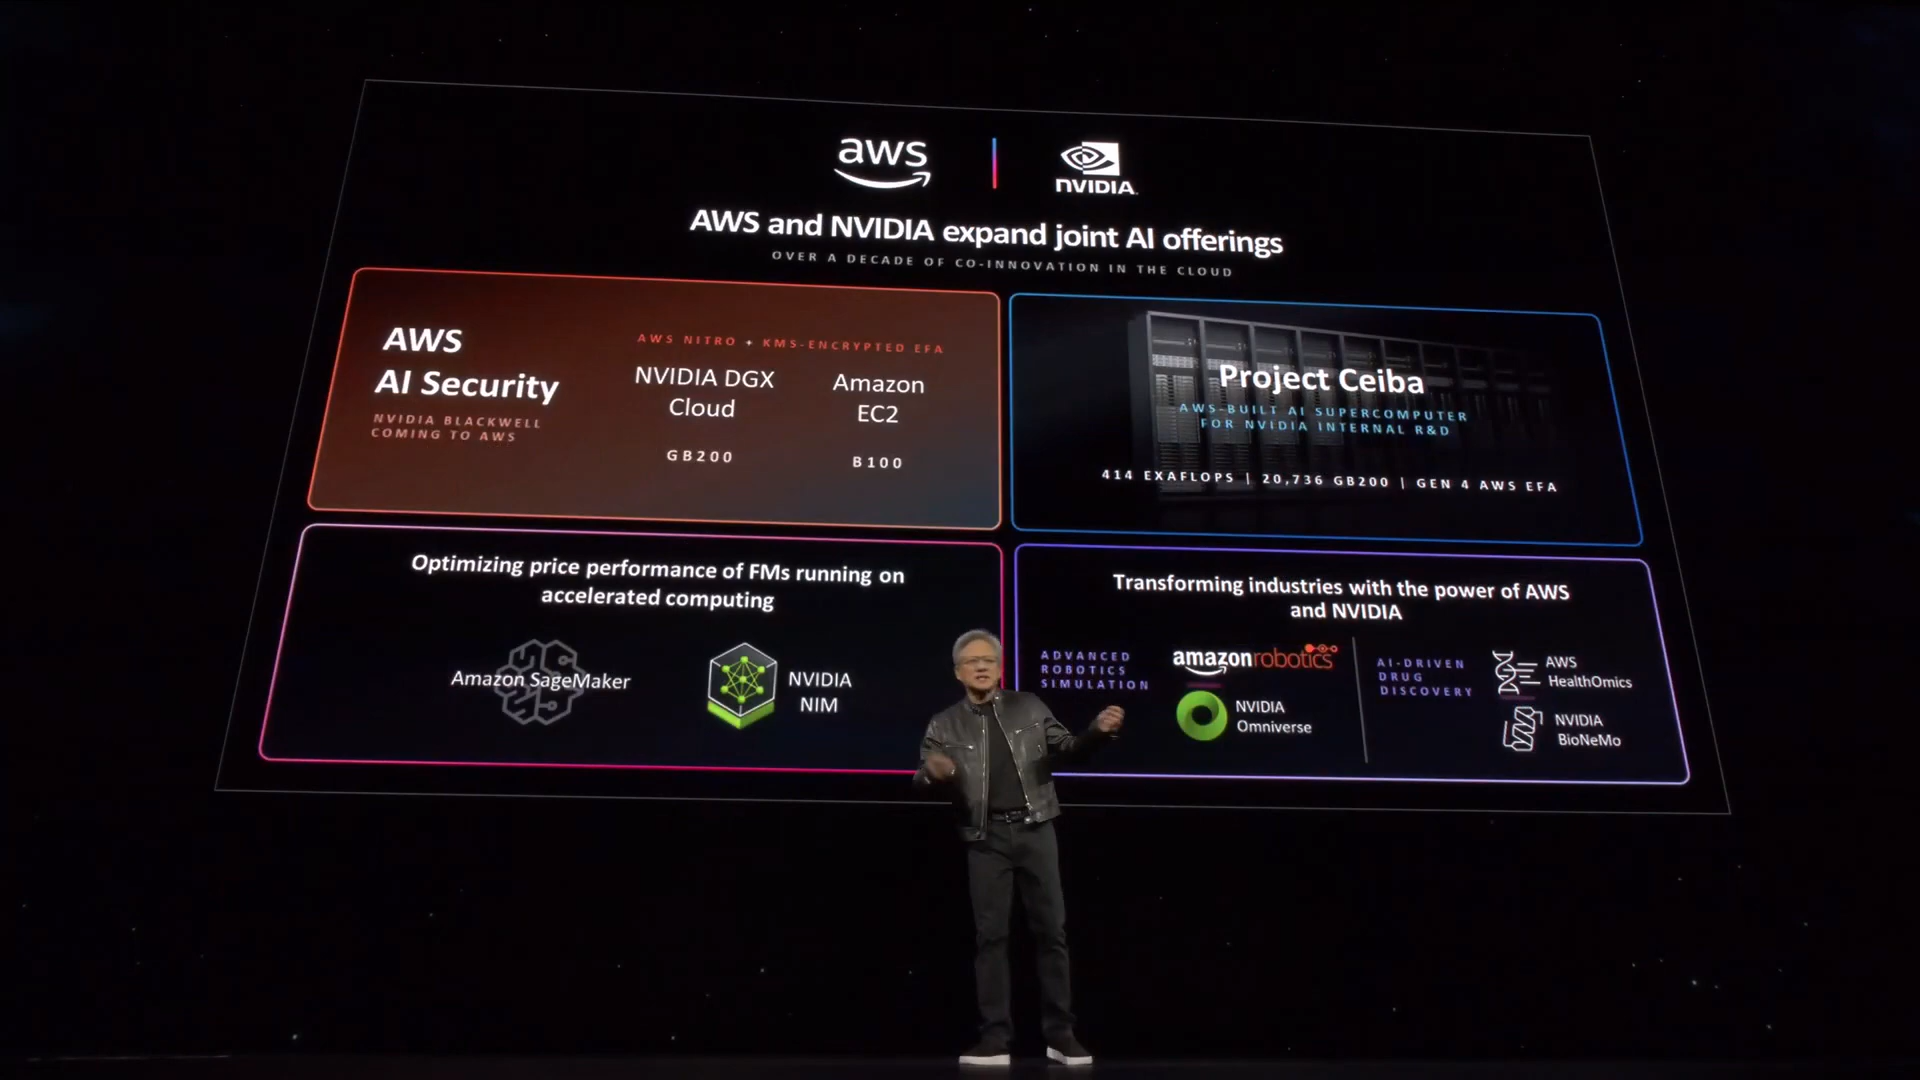 aws
NVIDIA
AWS and NVIDIA expand joint AI offerings
OVER A DECADE OF CO-INNOVATION IN THE CLOUD
AWS
AI Security
NVIDIA BLACKWELL
COMING TO AWS
AWS NITRO + KMS-ENCRYPTED EFA
NVIDIA DGX
Cloud
GB200
Amazon
EC2
B100
Project Ceiba
AWS-BUILT AI SUPERCOMPUTER
FOR NVIDIA INTERNAL R&D
414 EXAFLOPS | 20,736 GB200 | GEN 4 AWS EFA
Optimizing price performance of FMs running on
accelerated computing
Amazon SageMaker
NVIDIA
NIM
Transforming industries with the power of AWS
and NVIDIA
ADVANCED
ROBOTICS
SIMULATION
amazonrobotics
NVIDIA
Omniverse
AI-DRIVEN
DRUG
DISCOVERY
AWS
HealthOmics
NVIDIA
BioNeMo